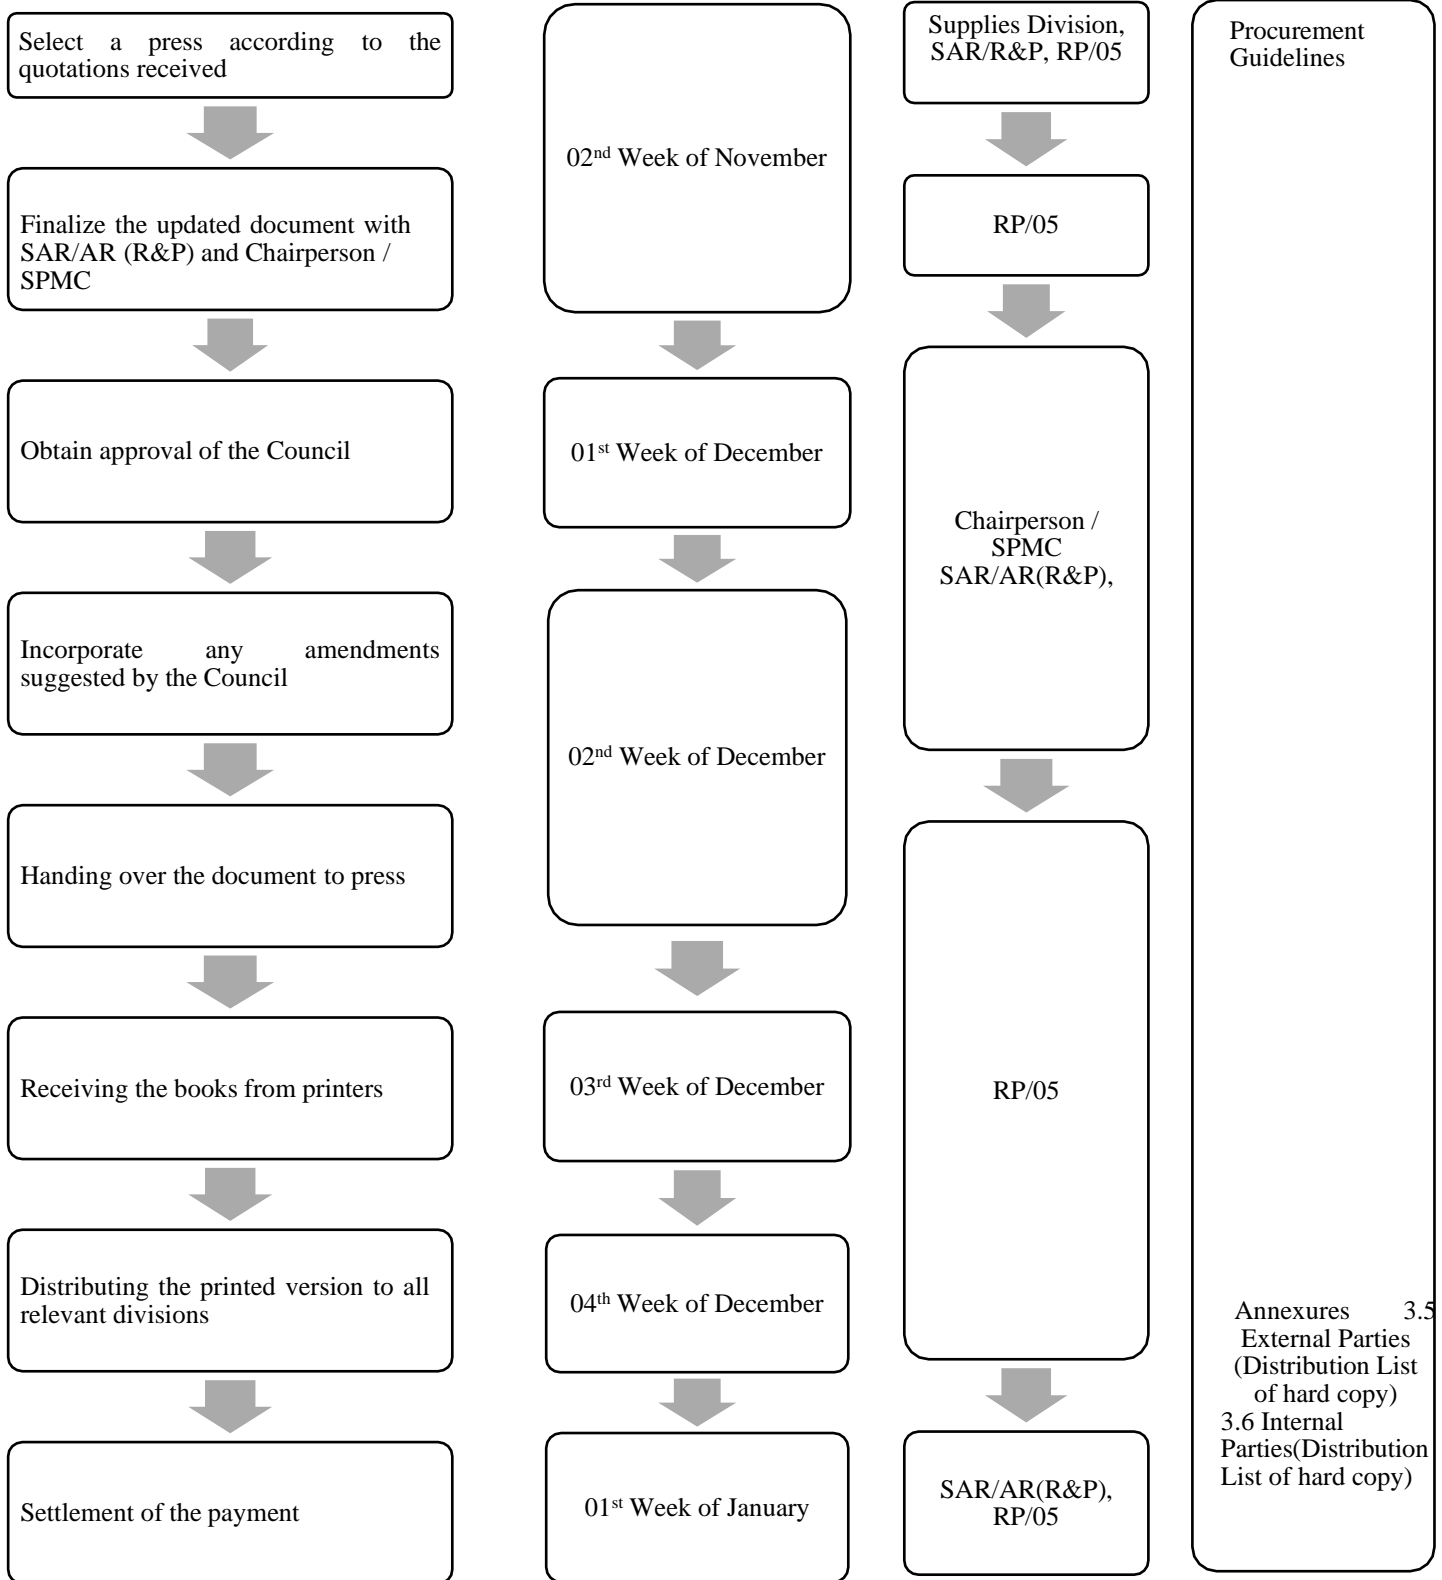 Select a press according to the
quotations received
Finalize the updated document with
SAR/AR (R&P) and Chairperson /
SPMC
Obtain approval of the Council
Incorporate any amendments
suggested by the Council
Handing over the document to press
Receiving the books from printers
Distributing the printed version to all
relevant divisions
Settlement of the payment
02nd Week of November
01st Week of December
02nd Week of December
03rd Week of December
04th Week of December
01st Week of January
Supplies Division,
SAR/R&P, RP/05
RP/05
Chairperson /
SPMC
SAR/AR(R&P),
RP/05
SAR/AR(R&P),
RP/05
Procurement
Guidelines
Annexures 3.5
External Parties
(Distribution List
of hard copy)
3.6 Internal
Parties(Distribution
List of hard copy)